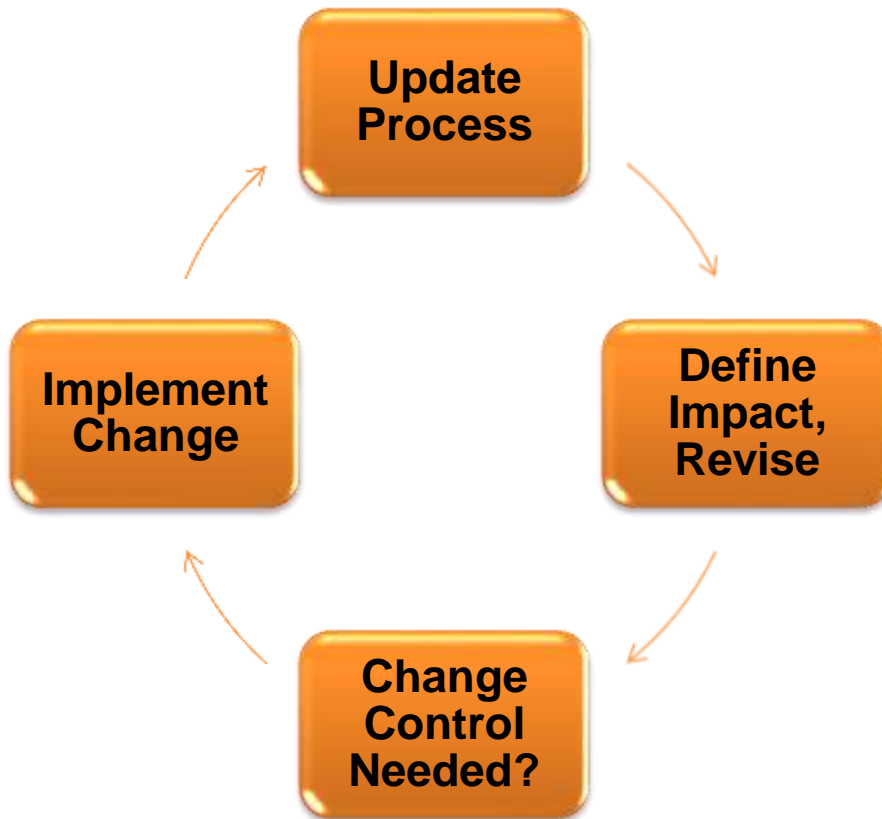 Update
Process
Define
Impact,
Revise
Change
Control
Needed?
Implement
Change